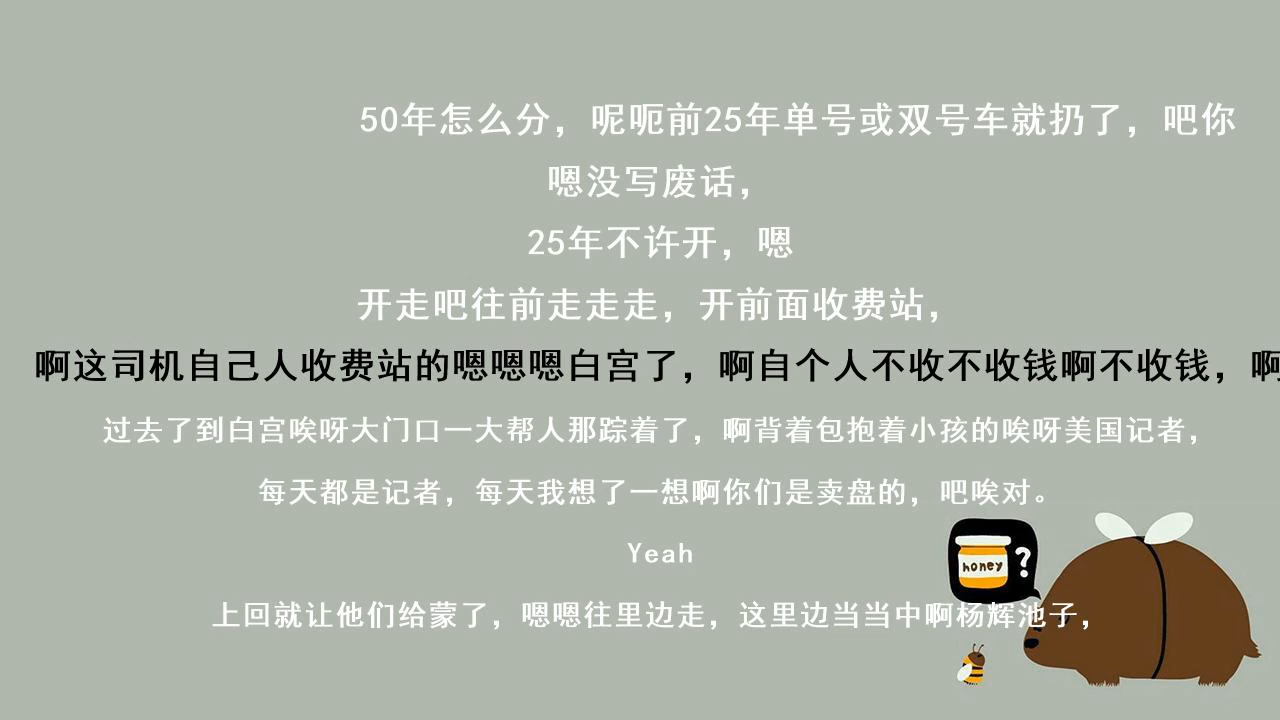 50年怎么分，呢呃前25年单号或双号车就扔了，吧你
嗯没写废话，
25年不许开，嗯
开走吧往前走走走，开前面收费站，
啊这司机自己人收费站的嗯嗯嗯白宫了，啊自个人不收不收钱啊不收钱，啊
过去了到白宫唉呀大门口一大帮人那踪着了，啊背着包抱着小孩的唉呀美国记者，
每天都是记者，每天我想了一想啊你们是卖盘的，吧唉对。
honey
?
Yeah
上回就让他们给蒙了，嗯嗯往里边走，这里边当当中啊杨辉池子，